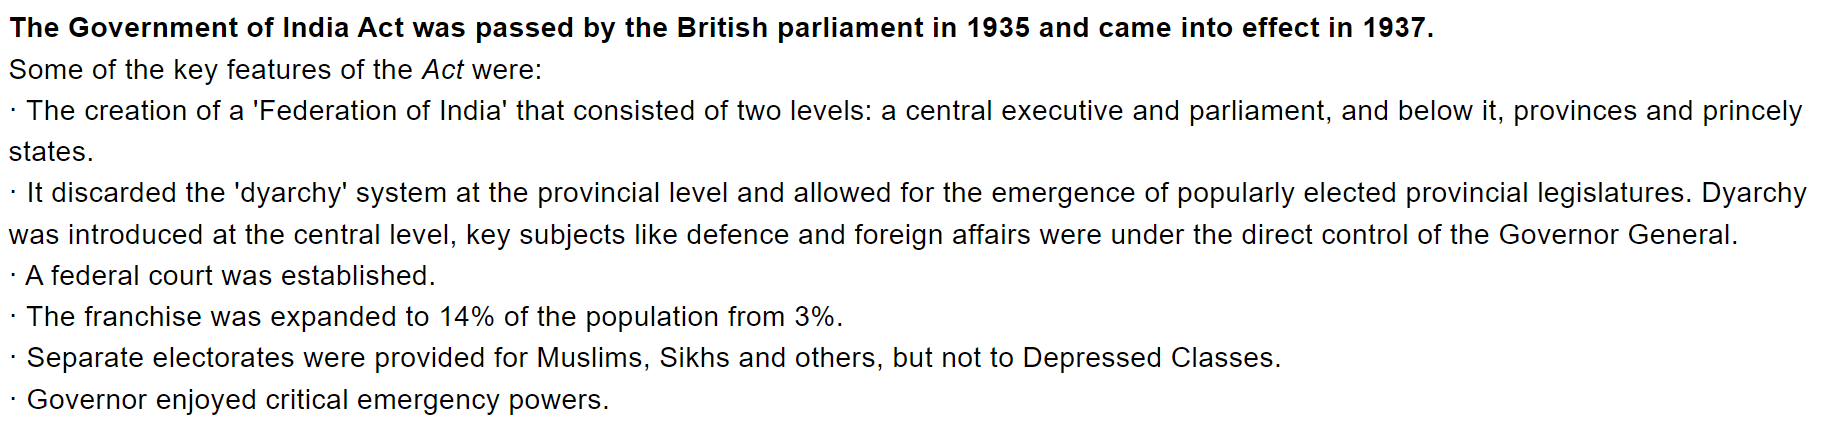 The Government of India Act was passed by the British parliament in 1935 and came into effect in 1937.
Some of the key features of the Act were:
· The creation of a 'Federation of India' that consisted of two levels: a central executive and parliament, and below it, provinces and princely
states.
· It discarded the 'dyarchy' system at the provincial level and allowed for the emergence of popularly elected provincial legislatures. Dyarchy
was introduced at the central level, key subjects like defence and foreign affairs were under the direct control of the Governor General.
· A federal court was established.
· The franchise was expanded to 14% of the population from 3%.
· Separate electorates were provided for Muslims, Sikhs and others, but not to Depressed Classes.
· Governor enjoyed critical emergency powers.